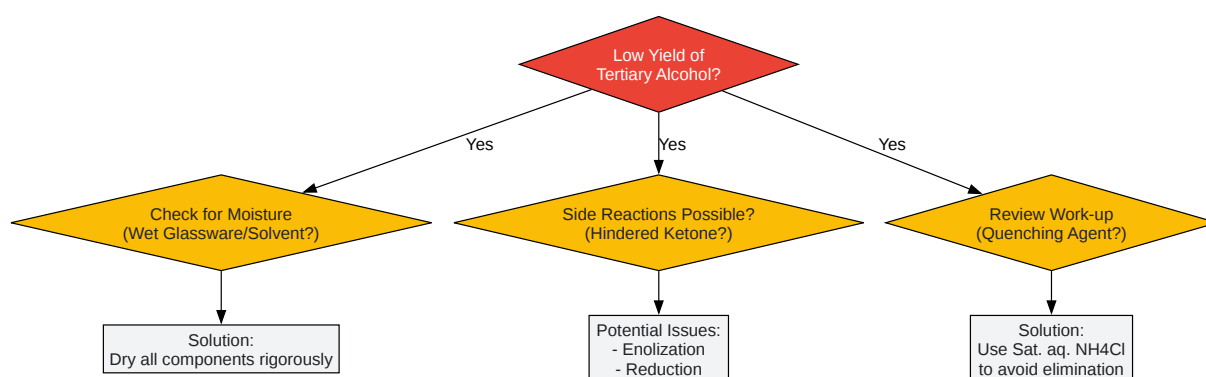 Low Yield of
Tertiary Alcohol?
Yes
Yes
Yes
Check for Moisture
(Wet Glassware/Solvent?)
Side Reactions Possible?
(Hindered Ketone?)
Review Work-up
(Quenching Agent?)
Solution:
Dry all components rigorously
Potential Issues:
- Enolization
- Reduction
Solution:
Use Sat. aq. NH4Cl
to avoid elimination